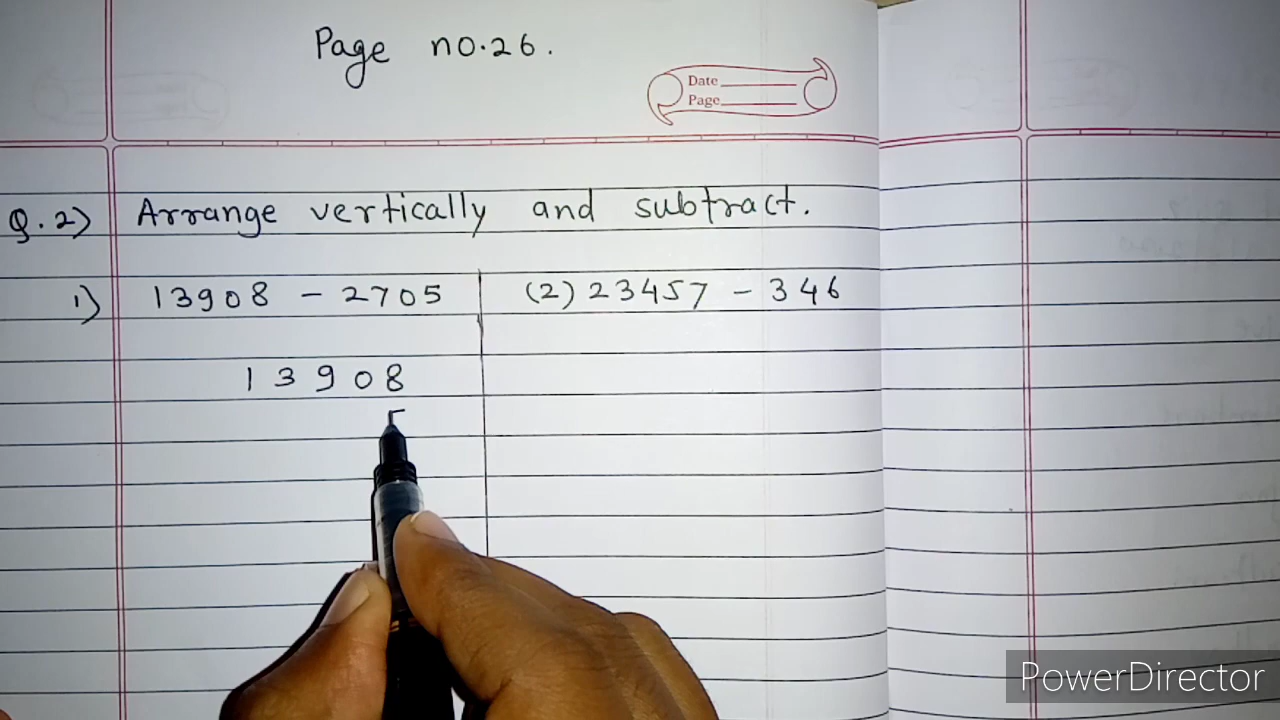 Page no.26.
Date
Page
Q.2) Arrange vertically and subtract.
1) 13908 - 2705
(2) 23457 - 346
13908
PowerDirector